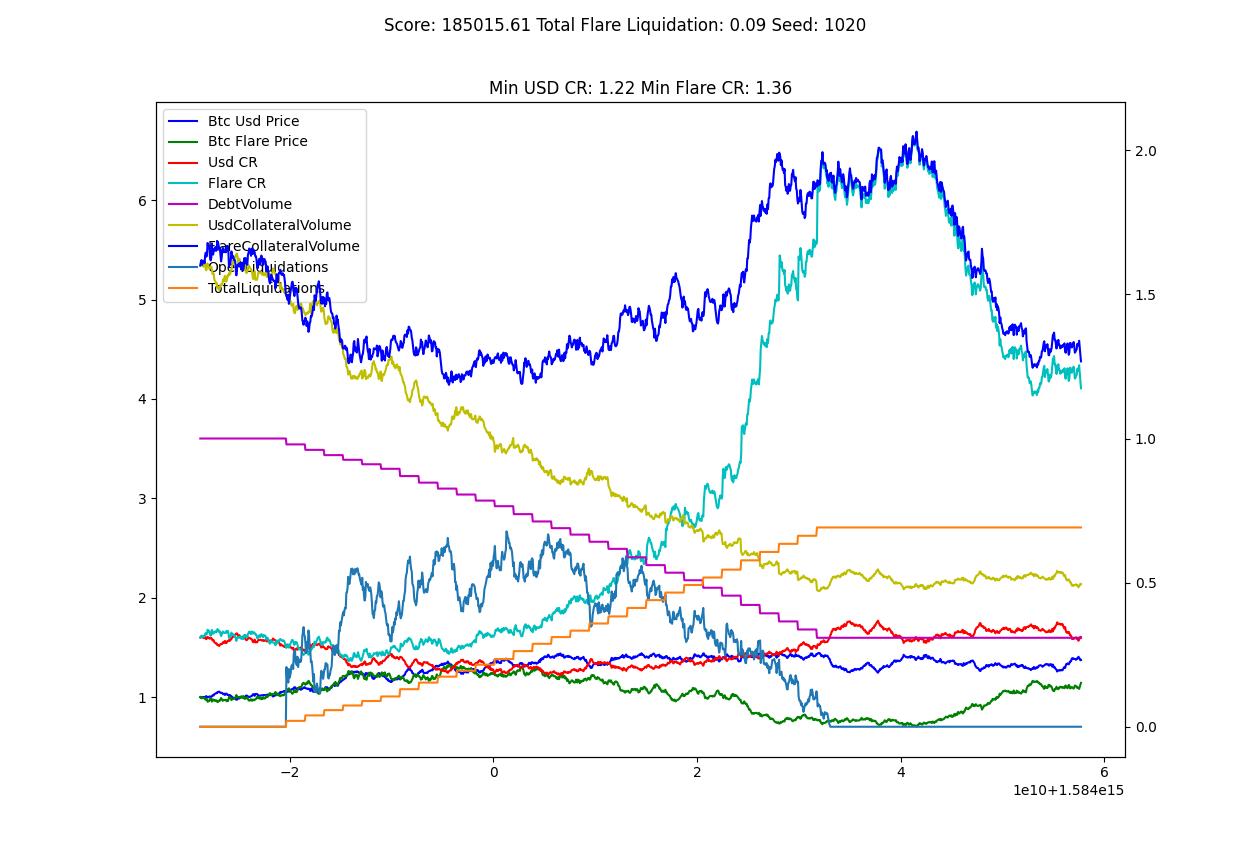 Score: 185015.61 Total Flare Liquidation: 0.09 Seed: 1020
Min USD CR: 1.22 Min Flare CR: 1.36
Btc Usd Price
Btc Flare Price
Usd CR
Flare CR
DebtVolume
UsdCollateralVolume
FlareCollateralVolume
OpenLiquidations
TotalLiquidations
6
5
4
3
2
1
2.0
1.5
1.0
0.5
0.0
−2
0
2
4
6
1e10+1.584e15